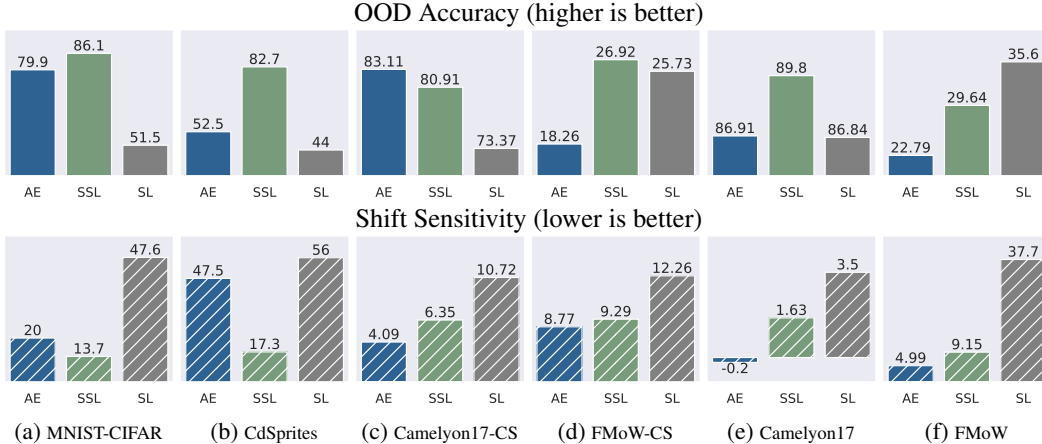 OOD Accuracy (higher is better)
79.9 86.1 51.5 52.5 82.7 44 83.11 80.91 73.37 18.26 26.92 25.73 86.91 89.8 86.84 22.79 29.64 35.6
AE SSL SL AE SSL SL AE SSL SL AE SSL SL AE SSL SL AE SSL SL
Shift Sensitivity (lower is better)
20 13.7 47.6 47.5 17.3 56 4.09 6.35 10.72 8.77 9.29 12.26 -0.2 1.63 3.5 4.99 9.15 37.7
AE SSL SL AE SSL SL AE SSL SL AE SSL SL AE SSL SL AE SSL SL
(a) MNIST-CIFAR (b) CdSprites (c) Camelyon17-CS (d) FMoW-CS (e) Camelyon17 (f) FMoW